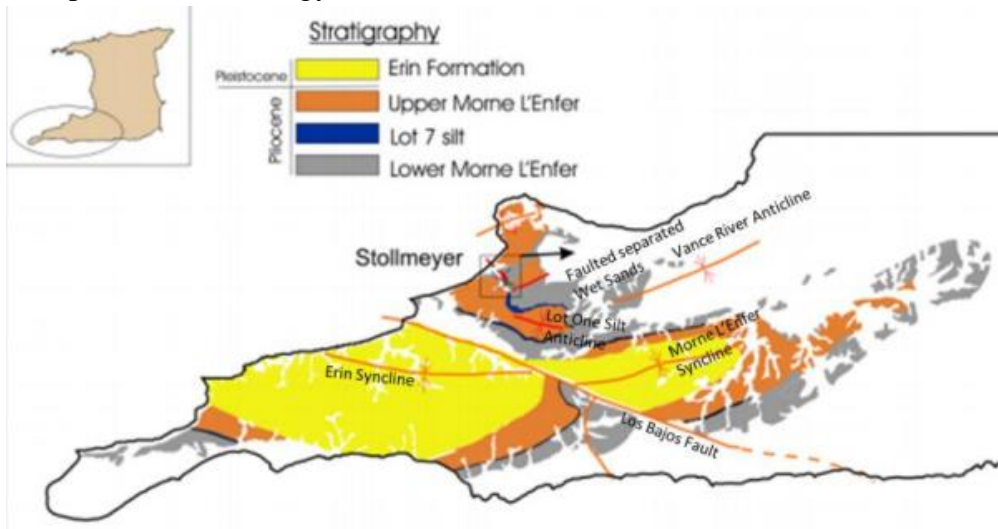 Stratigraphy
Pleistocene
Erin Formation
Pliocene
Upper Morne L'Enfer
Lot 7 silt
Lower Morne L'Enfer
Stollmeyer
Faulted separated
Wet Sands
Vance River Anticline
Lot One Silt
Anticline
Morne L'Enfer
Syncline
Erin Syncline
Los Bajos Fault